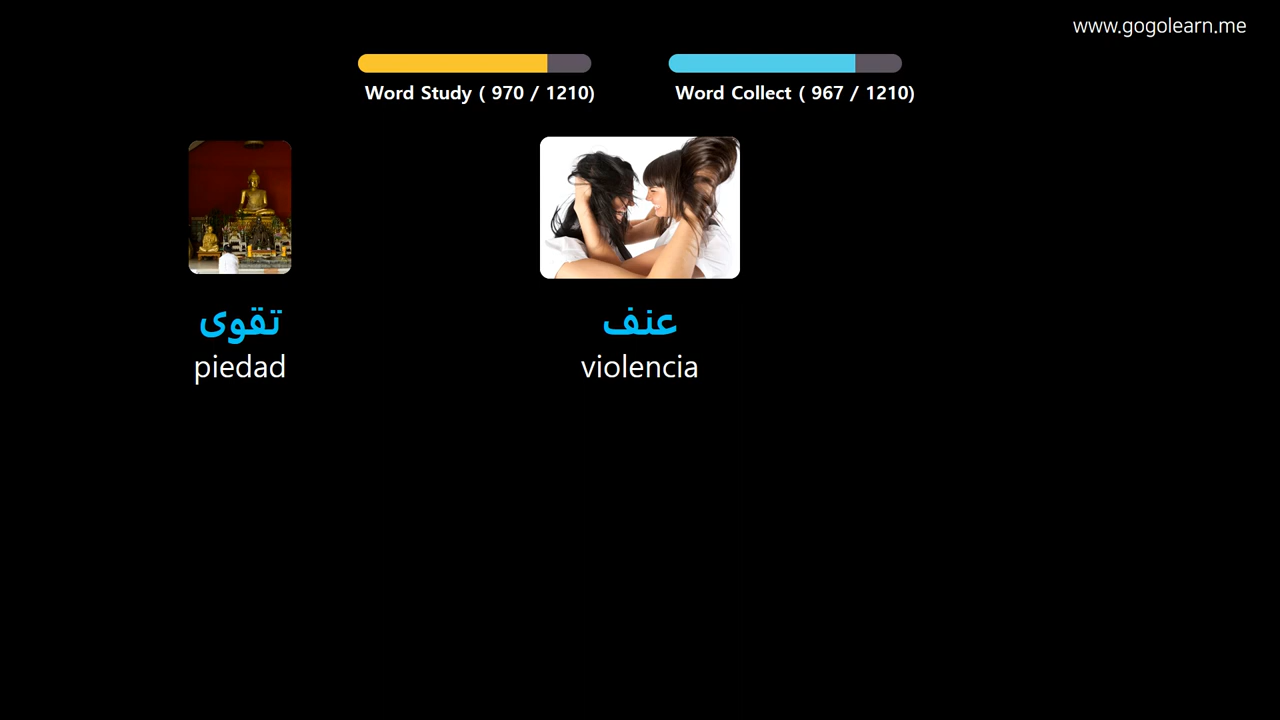 www.gogolearn.me
Word Study ( 970 / 1210)
Word Collect ( 967 / 1210)
تقوى
piedad
عنف
violencia